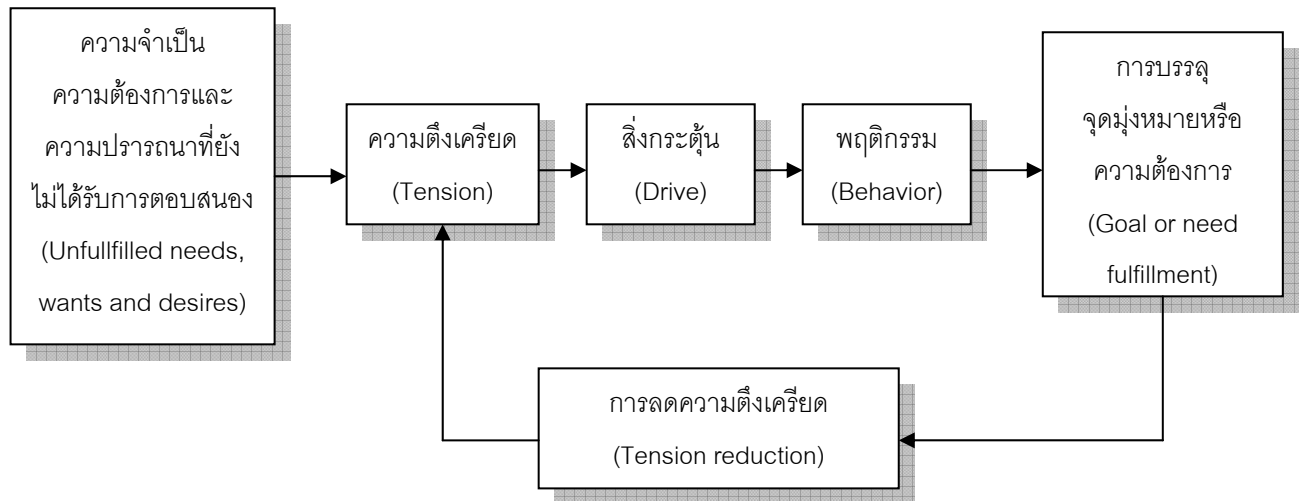 ความจำเป็น
ความต้องการและ
ความปรารถนาที่ยัง
ไม่ได้รับการตอบสนอง
(Unfullfilled needs,
wants and desires)
ความตึงเครียด
(Tension)
สิ่งกระตุ้น
(Drive)
พฤติกรรม
(Behavior)
การบรรลุ
จุดมุ่งหมายหรือ
ความต้องการ
(Goal or need
fulfillment)
การลดความตึงเครียด
(Tension reduction)